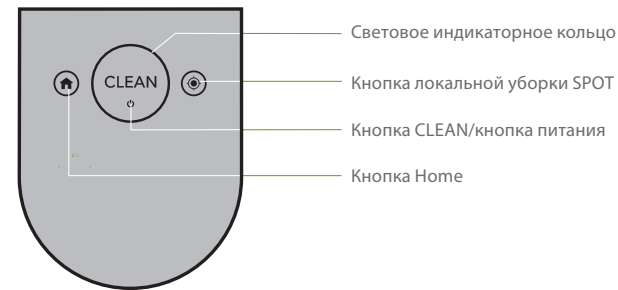 Световое индикаторное кольцо
CLEAN
Кнопка локальной уборки SPOT
Кнопка CLEAN/кнопка питания
Кнопка Home